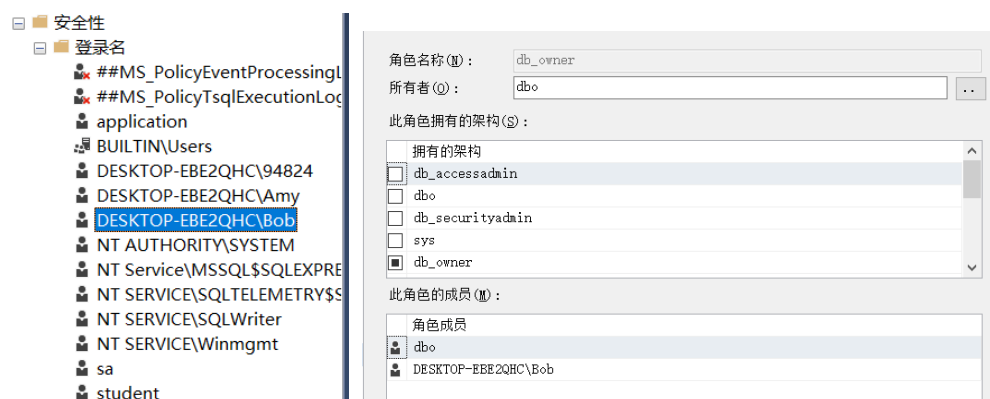 安全性
登录名
##MS_PolicyEventProcessingL
##MS_PolicyTsqlExecutionLog
application
BUILTIN\Users
DESKTOP-EBE2QHC\94824
DESKTOP-EBE2QHC\Amy
DESKTOP-EBE2QHC\Bob
NT AUTHORITY\SYSTEM
NT Service\MSSQL$SQLEXPRE
NT SERVICE\SQLTELEMETRY$S
NT SERVICE\SQLWriter
NT SERVICE\Winmgmt
sa
student
角色名称(N): db_owner
所有者(O): dbo ..
此角色拥有的架构(S):
拥有的架构
db_accessadmin
dbo
db_securityadmin
sys
db_owner
此角色的成员(M):
角色成员
dbo
DESKTOP-EBE2QHC\Bob